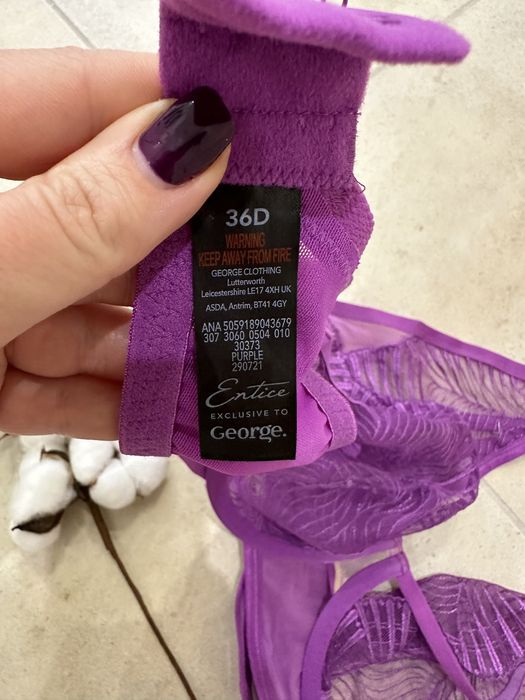 36D
WARNING
KEEP AWAY FROM FIRE
GEORGE CLOTHING
Lutterworth
Leicestershire LE17 4XH UK
ASDA, Antrim, BT41 4GY
ANA 5059189043679
307 3060 0504 010
30373
PURPLE
290721
Entice
EXCLUSIVE TO
George.